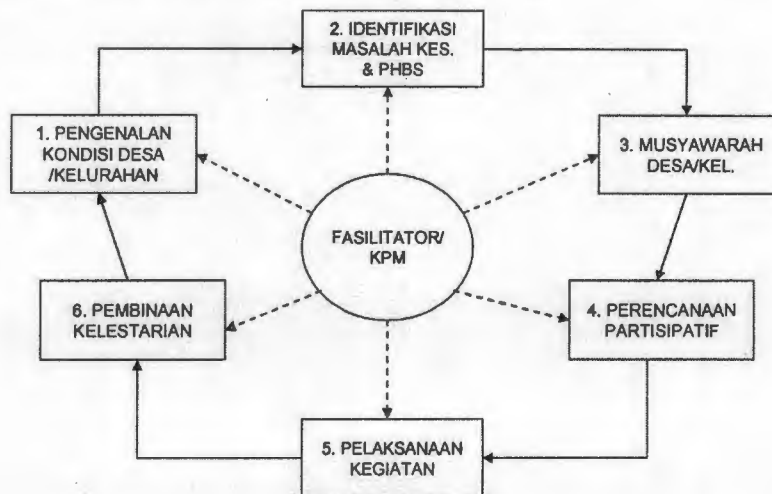 2. IDENTIFIKASI
MASALAH KES.
& PHBS
1. PENGENALAN
KONDISI DESA
/KELURAHAN
3. MUSYAWARAH
DESA/KEL.
FASILITATOR/
KPM
6. PEMBINAAN
KELESTARIAN
4. PERENCANAAN
PARTISIPATIF
5. PELAKSANAAN
KEGIATAN